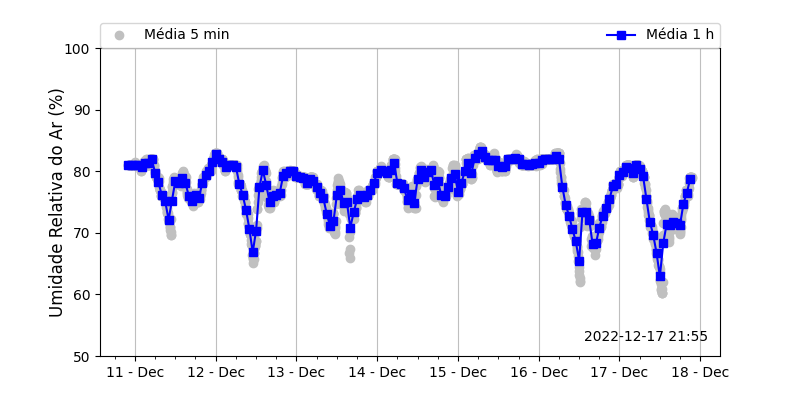 Média 5 min
Média 1 h
Umidade Relativa do Ar (%)
100
90
80
70
60
50
2022-12-17 21:55
11 - Dec
12 - Dec
13 - Dec
14 - Dec
15 - Dec
16 - Dec
17 - Dec
18 - Dec